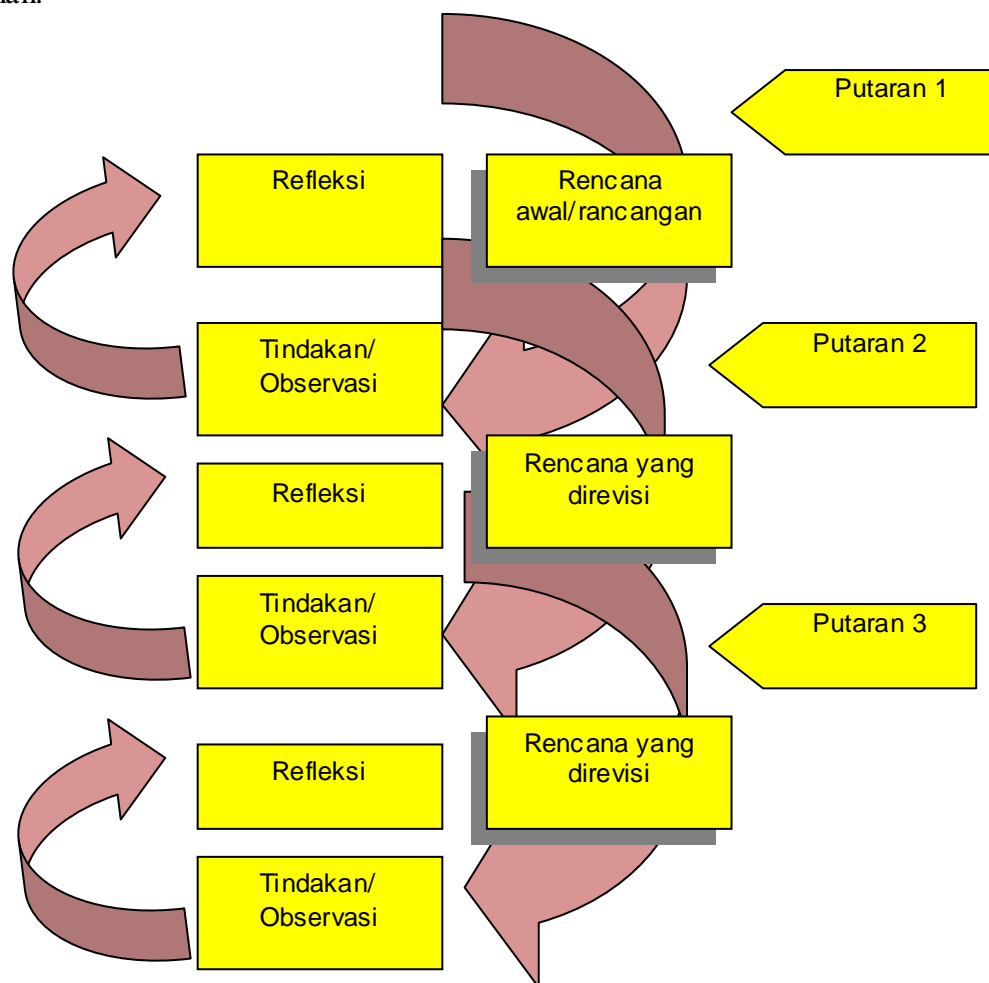 Putaran 1
Refleksi
Rencana
awal/rancangan
Tindakan/
Observasi
Putaran 2
Refleksi
Rencana yang
direvisi
Tindakan/
Observasi
Putaran 3
Refleksi
Rencana yang
direvisi
Tindakan/
Observasi